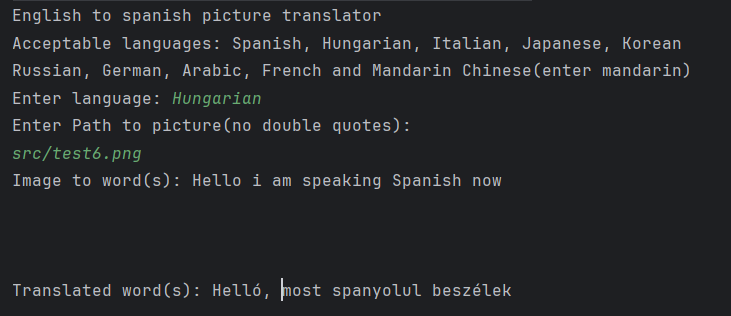 English to spanish picture translator
Acceptable languages: Spanish, Hungarian, Italian, Japanese, Korean
Russian, German, Arabic, French and Mandarin Chinese(enter mandarin)
Enter language: Hungarian
Enter Path to picture(no double quotes):
src/test6.png
Image to word(s): Hello i am speaking Spanish now
Translated word(s): Helló, most spanyolul beszélek